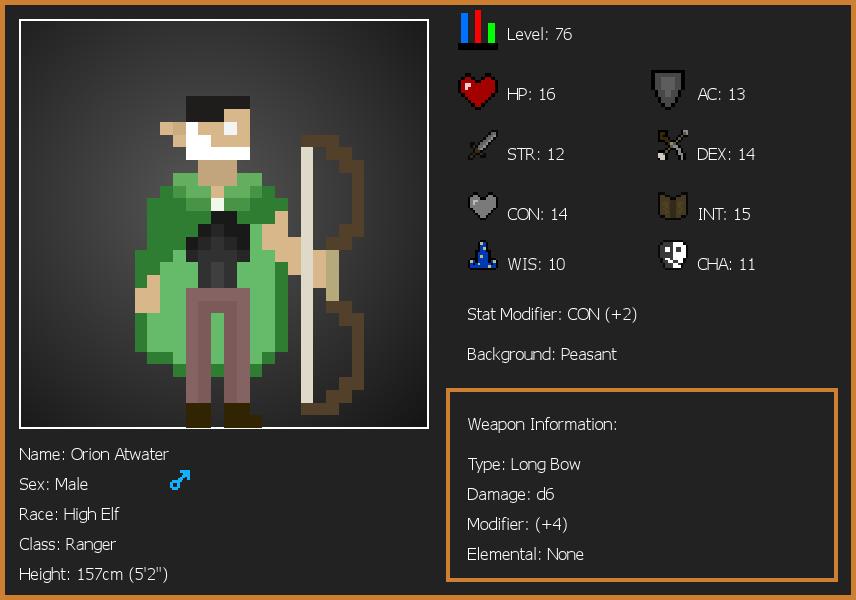 Level: 76
HP: 16
AC: 13
STR: 12
DEX: 14
CON: 14
INT: 15
WIS: 10
CHA: 11
Stat Modifier: CON (+2)
Background: Peasant
Weapon Information:
Type: Long Bow
Damage: d6
Modifier: (+4)
Elemental: None
Name: Orion Atwater
Sex: Male
Race: High Elf
Class: Ranger
Height: 157cm (5'2")